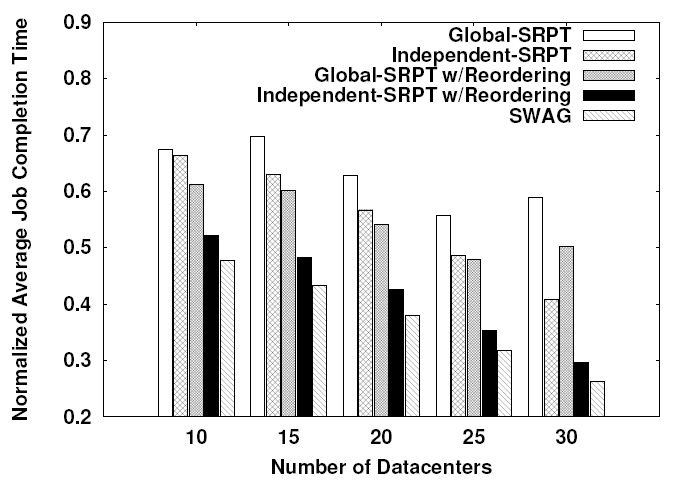 Normalized Average Job Completion Time
0.9
0.8
0.7
0.6
0.5
0.4
0.3
0.2
Global-SRPT
Independent-SRPT
Global-SRPT w/Reordering
Independent-SRPT w/Reordering
SWAG
10 15 20 25 30
Number of Datacenters